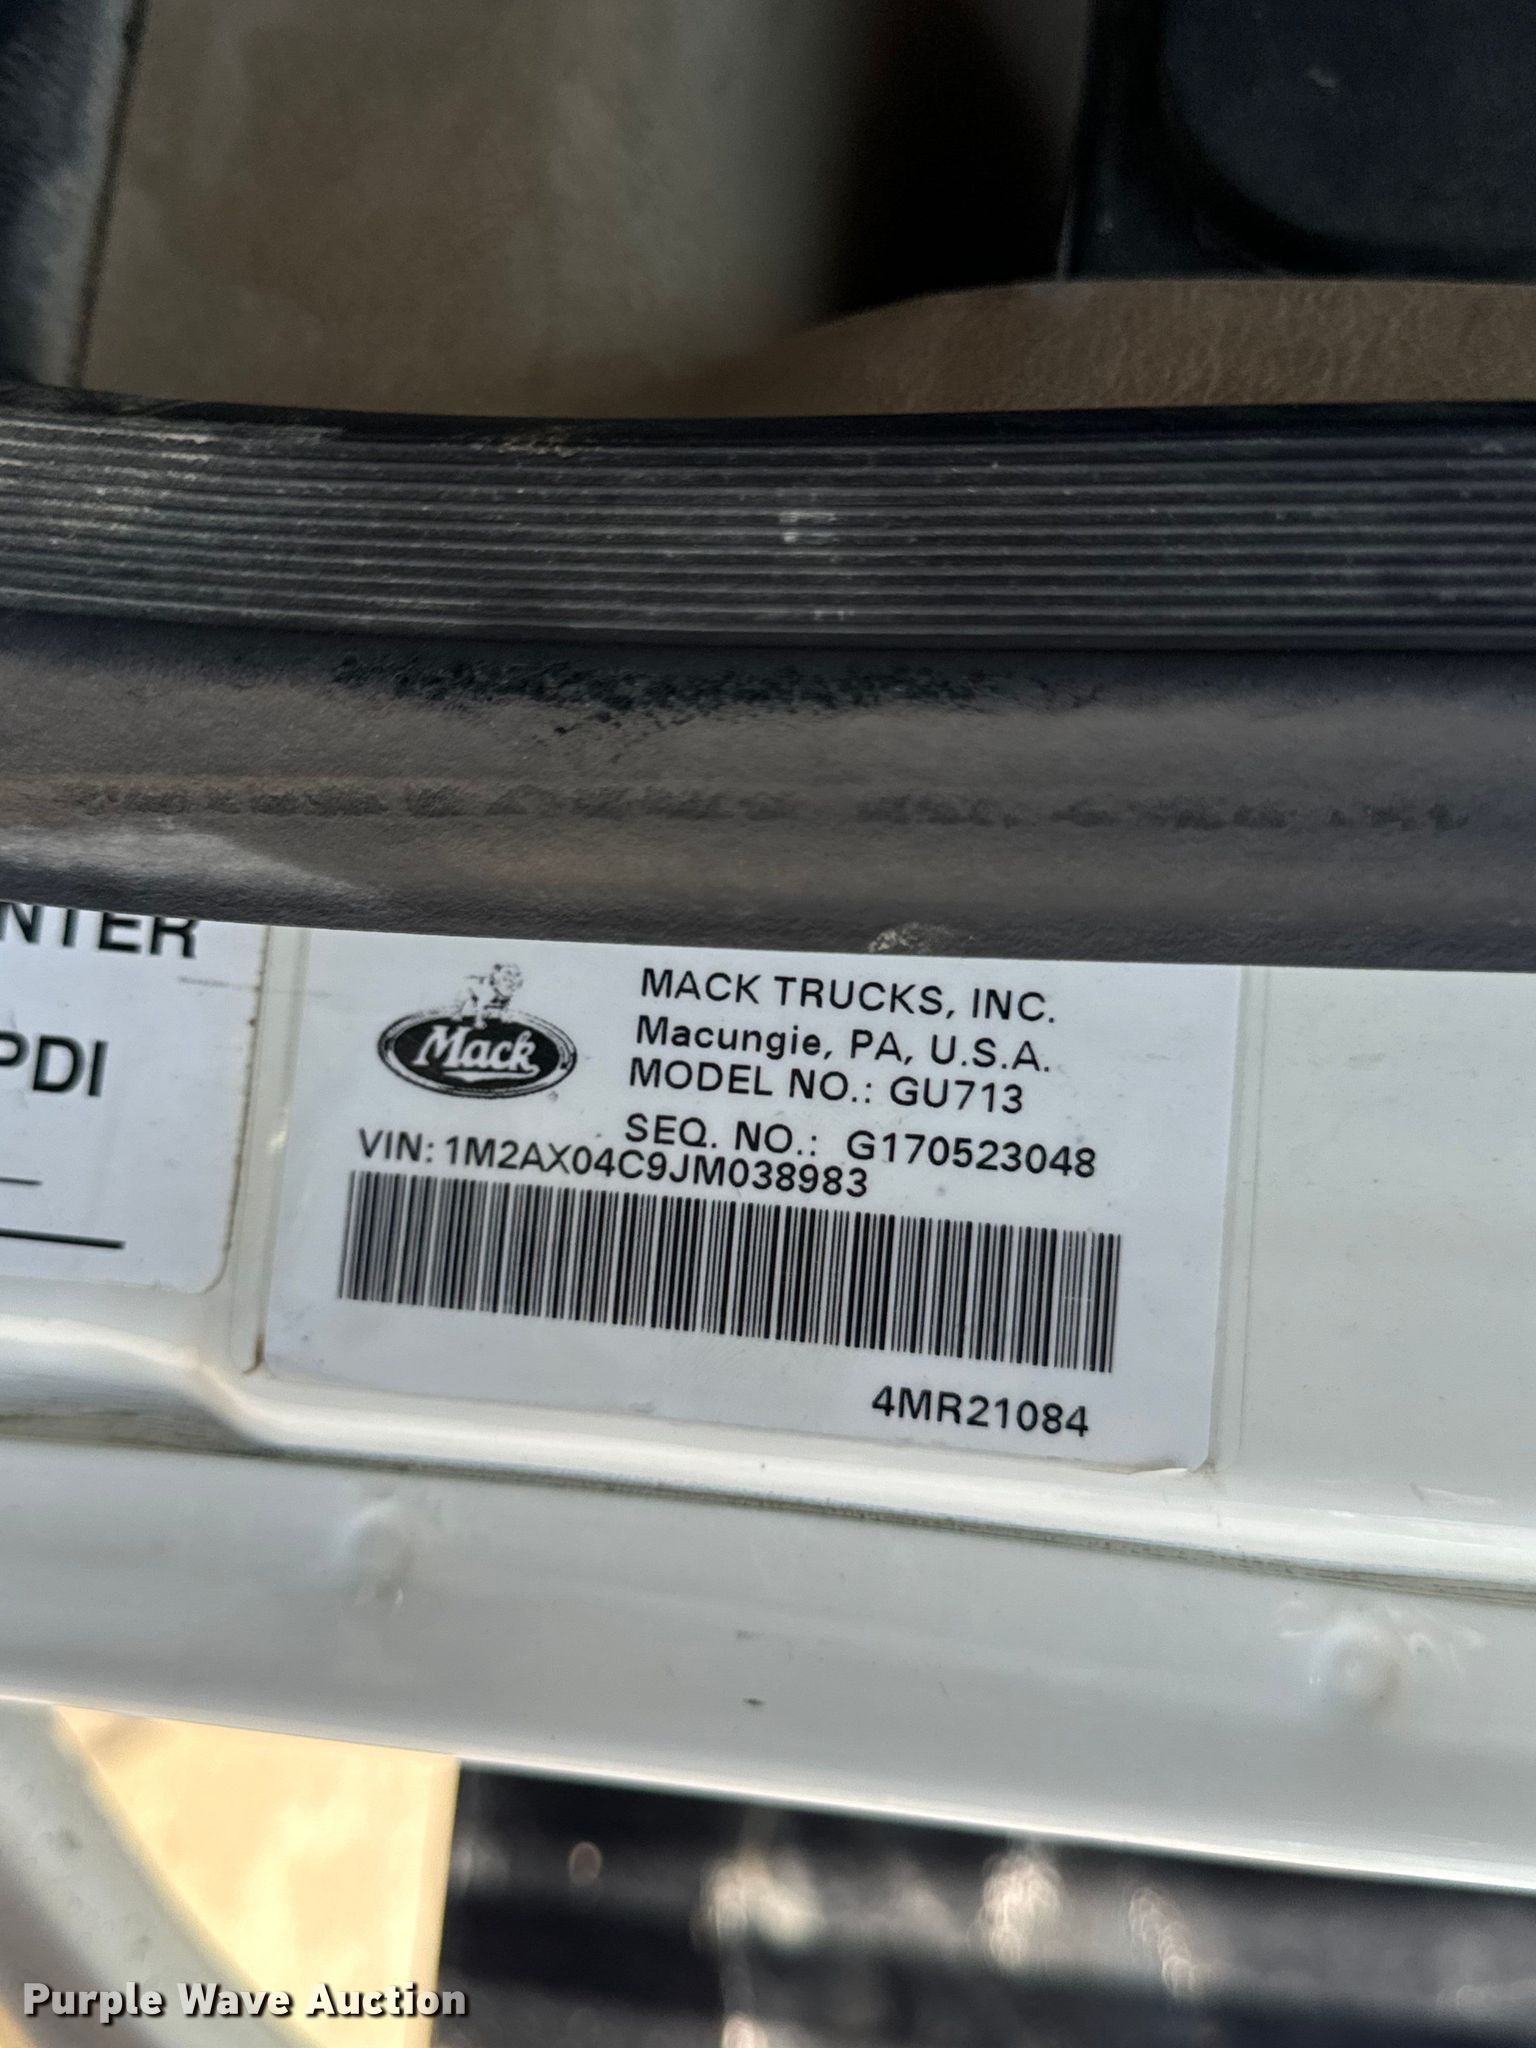 NTER
PDI
Mack
MACK TRUCKS, INC.
Macungie, PA, U.S.A.
MODEL NO.: GU713
SEQ. NO.: G170523048
VIN: 1M2AX04C9JM038983
4MR21084
Purple Wave Auction